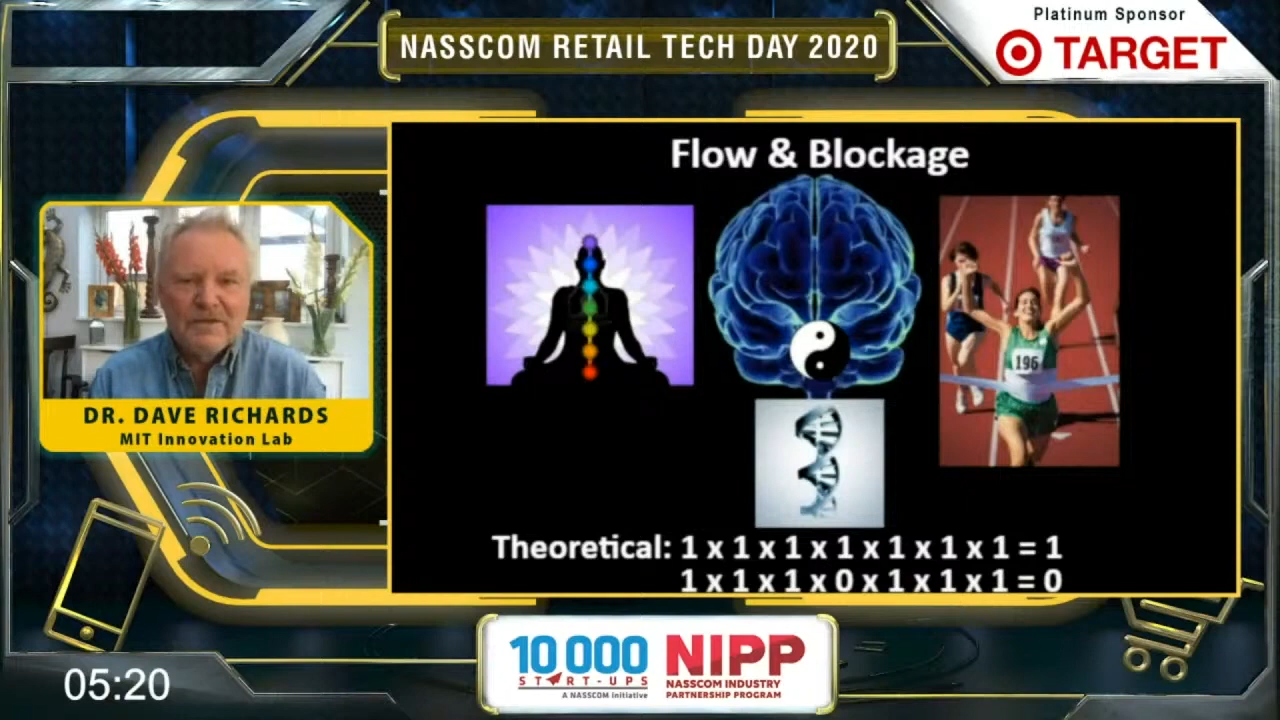 NASSCOM RETAIL TECH DAY 2020
Platinum Sponsor
TARGET
Flow & Blockage
196
DR. DAVE RICHARDS
MIT Innovation Lab
Theoretical: 1 x 1 x 1 x 1 x 1 x 1 x 1 = 1
1 x 1 x 1 x 0 x 1 x 1 x 1 = 0
10,000
START-UPS
A NASSCOM Initiative
NIPP
NASSCOM INDUSTRY
PARTNERSHIP PROGRAM
05:20